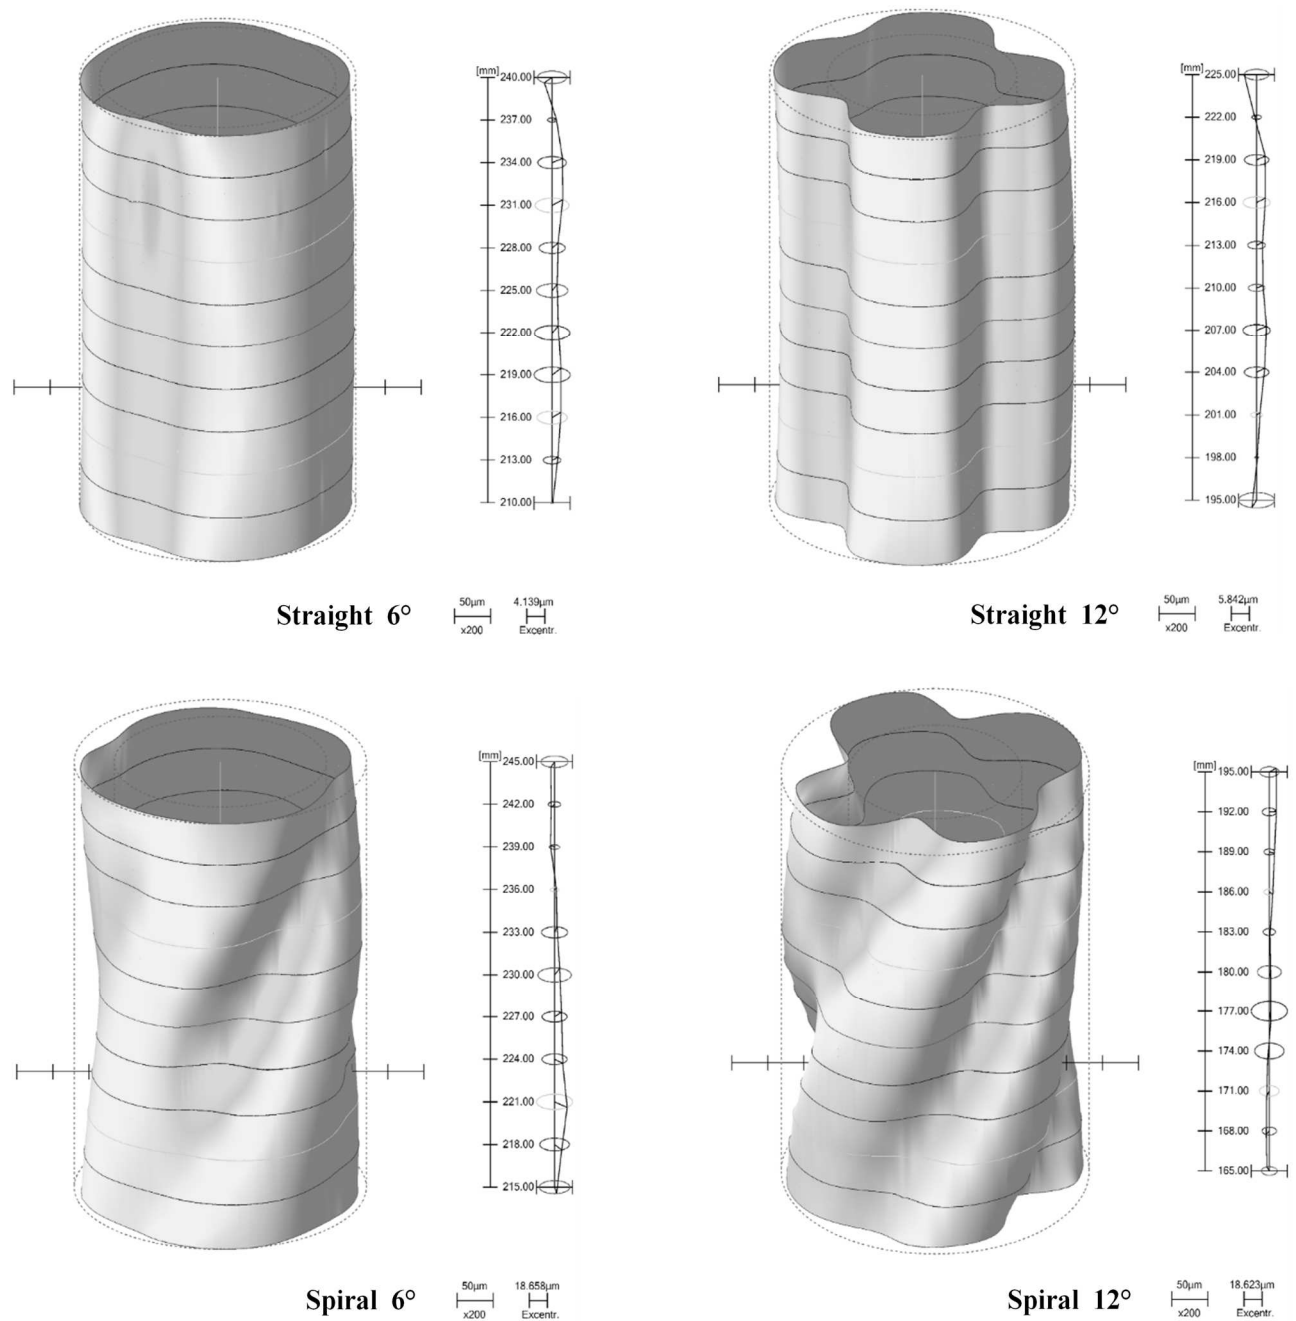 [mm]
240.00
237.00
234.00
231.00
228.00
225.00
222.00
219.00
216.00
213.00
210.00
Straight 6°
50µm
x200
4.139µm
Excentr.
[mm]
225.00
222.00
219.00
216.00
213.00
210.00
207.00
204.00
201.00
198.00
195.00
Straight 12°
50µm
x200
5.842µm
Excentr.
[mm]
245.00
242.00
239.00
236.00
233.00
230.00
227.00
224.00
221.00
218.00
215.00
Spiral 6°
50µm
x200
18.658µm
Excentr.
[mm]
195.00
192.00
189.00
186.00
183.00
180.00
177.00
174.00
171.00
168.00
165.00
Spiral 12°
50µm
x200
18.623µm
Excentr.